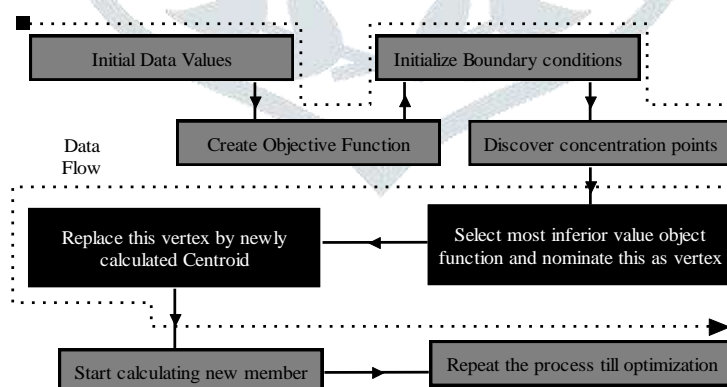 Initial Data Values
Initialize Boundary conditions
Create Objective Function
Discover concentration points
Data
Flow
Replace this vertex by newly
calculated Centroid
Select most inferior value object
function and nominate this as vertex
Start calculating new member
Repeat the process till optimization